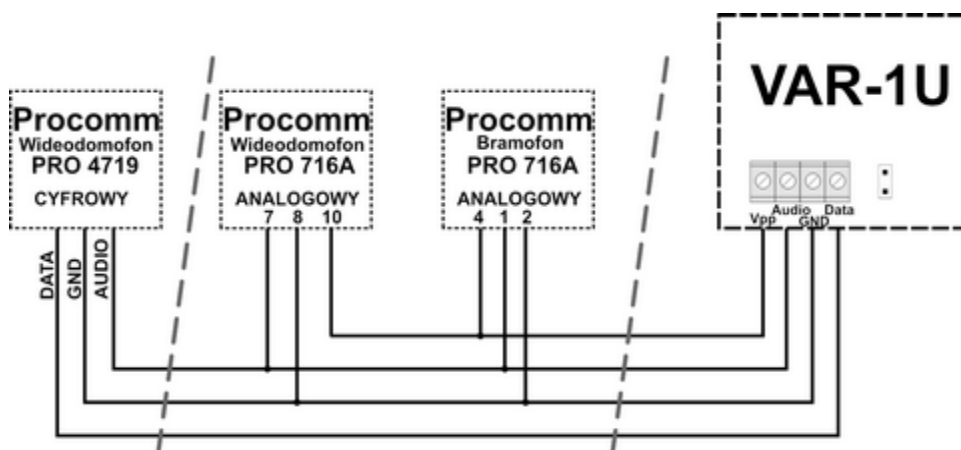 Procomm
Wideodomofon
PRO 4719
CYFROWY
DATA
GND
AUDIO
Procomm
Wideodomofon
PRO 716A
ANALOGOWY
7 8 10
Procomm
Bramofon
PRO 716A
ANALOGOWY
4 1 2
VAR-1U
Audio Data
Vpp GND